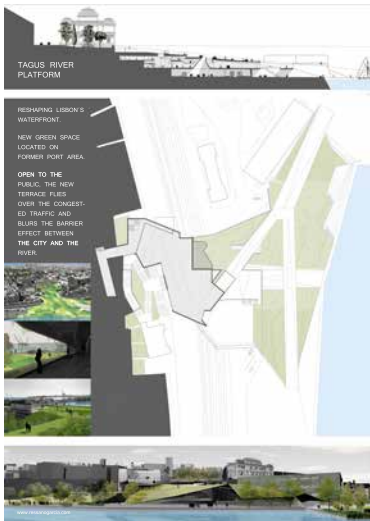 TAGUS RIVER
PLATFORM
RESHAPING LISBON'S
WATERFRONT.
NEW GREEN SPACE
LOCATED ON
FORMER PORT AREA.
OPEN TO THE
PUBLIC. THE NEW
TERRACE FLIES
OVER THE CONGEST-
ED TRAFFIC AND
BLURS THE BARRIER
EFFECT BETWEEN
THE CITY AND THE
RIVER.